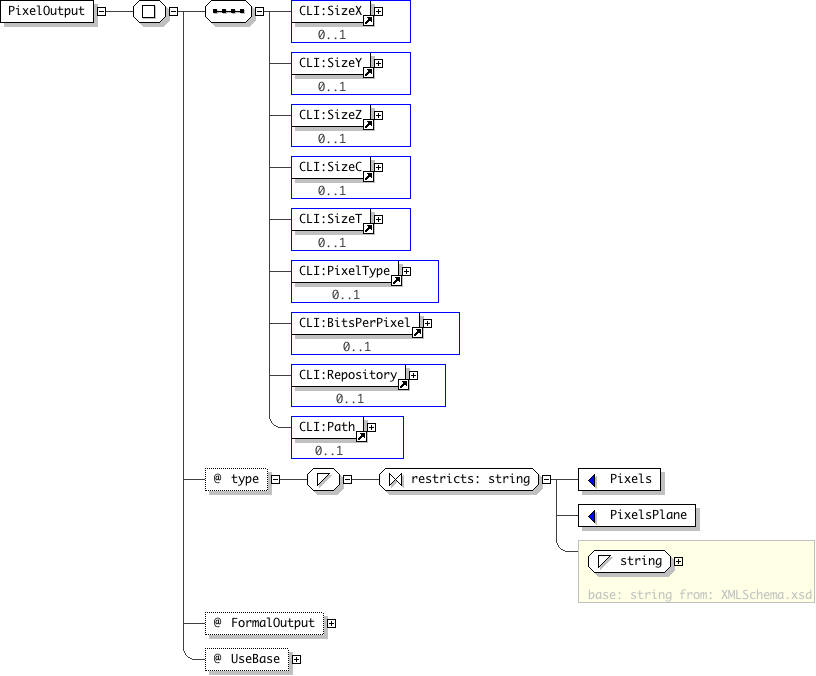 PixelOutput
CLI:SizeX
0..1
CLI:SizeY
0..1
CLI:SizeZ
0..1
CLI:SizeC
0..1
CLI:SizeT
0..1
CLI:PixelType
0..1
CLI:BitsPerPixel
0..1
CLI:Repository
0..1
CLI:Path
0..1
@ type
restricts: string
Pixels
PixelsPlane
string
base: string from: XMLSchema.xsd
@ FormalOutput
@ UseBase